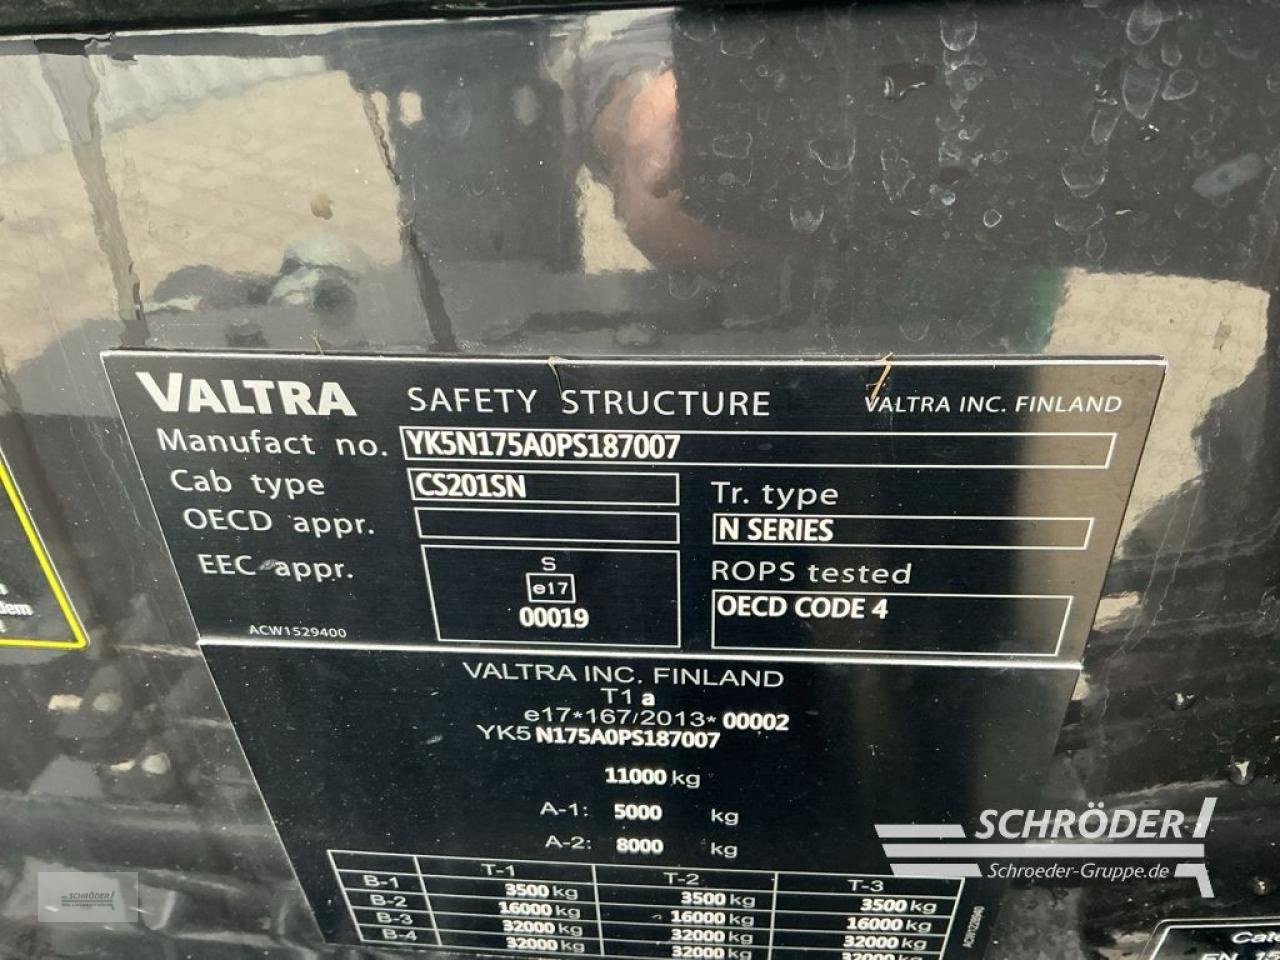 VALTRA SAFETY STRUCTURE VALTRA INC. FINLAND
Manufact no. YK5N175A0PS187007
Cab type CS201SN
Tr. type
OECD appr.
N SERIES
EEC appr.
S
e17
00019
ROPS tested
OECD CODE 4
ACW1529400
VALTRA INC. FINLAND
T1 a
e17*167/2013* 00002
YK5 N175A0PS187007
11000 kg
A-1: 5000 kg
A-2: 8000 kg
T-1 T-2 T-3
B-1 3500 kg 3500 kg 3500 kg
B-2 16000 kg 16000 kg 16000 kg
B-3 32000 kg 32000 kg 32000 kg
B-4 32000 kg 32000 kg 32000 kg
SCHRÖDER
Schroeder-Gruppe.de
SCHRÖDER